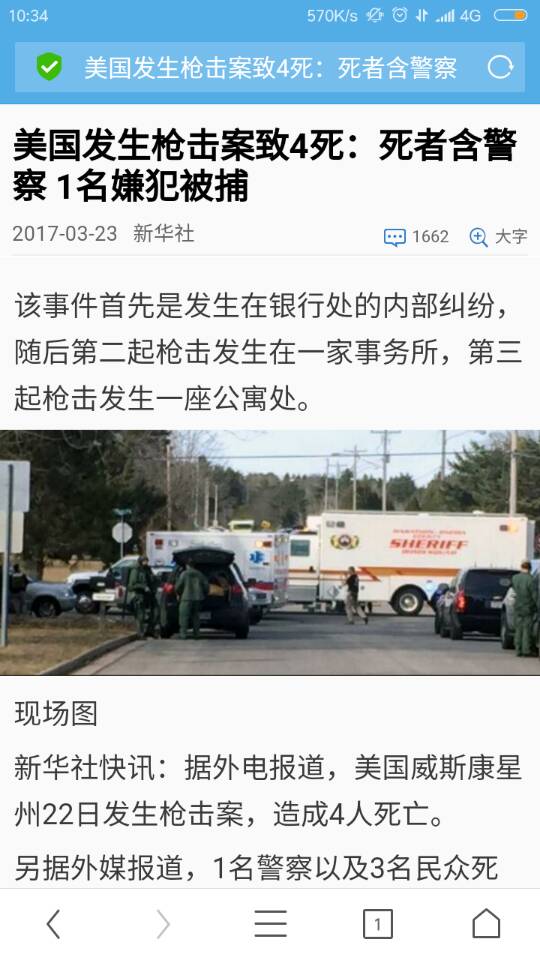 10:34 570K/s 4G
美国发生枪击案致4死：死者含警察
美国发生枪击案致4死：死者含警
察 1名嫌犯被捕
2017-03-23 新华社 1662 大字
该事件首先是发生在银行处的内部纠纷，
随后第二起枪击发生在一家事务所，第三
起枪击发生一座公寓处。
SHERIFF
现场图
新华社快讯：据外电报道，美国威斯康星
州22日发生枪击案，造成4人死亡。
另据外媒报道，1名警察以及3名民众死
1